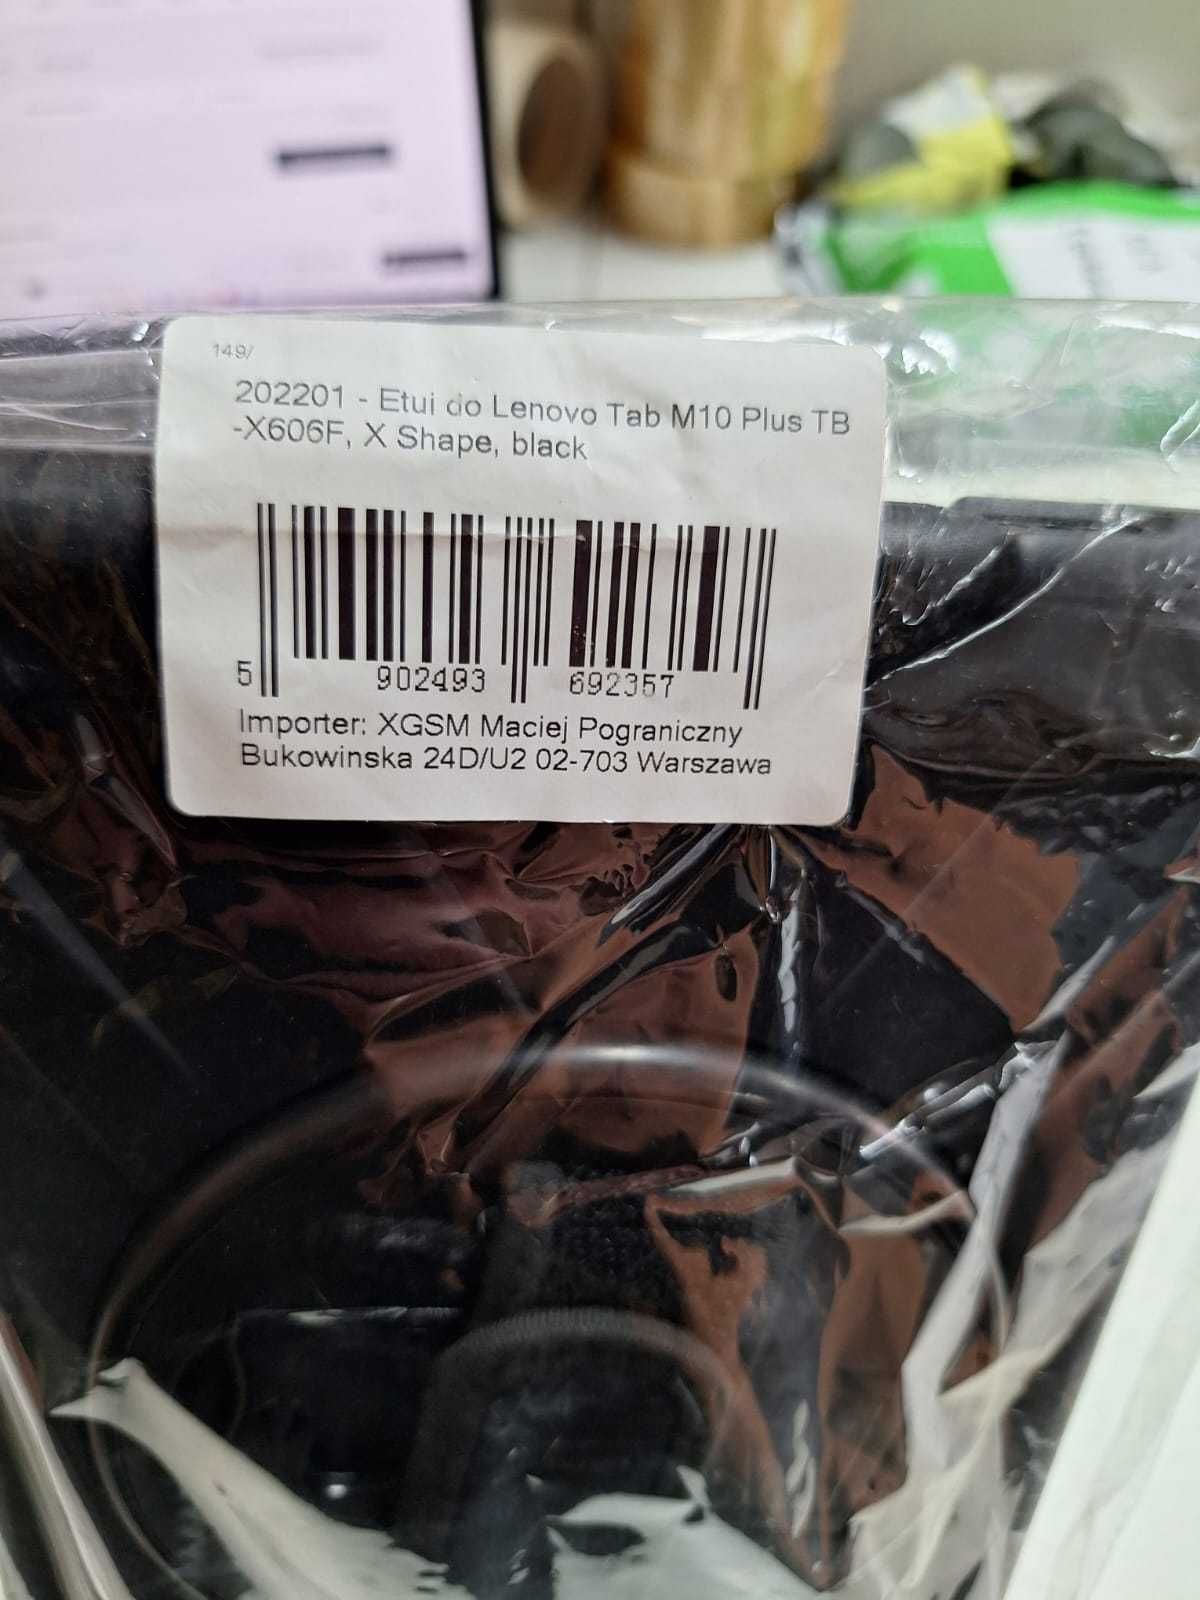 149/
202201 - Etui do Lenovo Tab M10 Plus TB
-X606F, X Shape, black
5 902493 692357
Importer: XGSM Maciej Pograniczny
Bukowinska 24D/U2 02-703 Warszawa